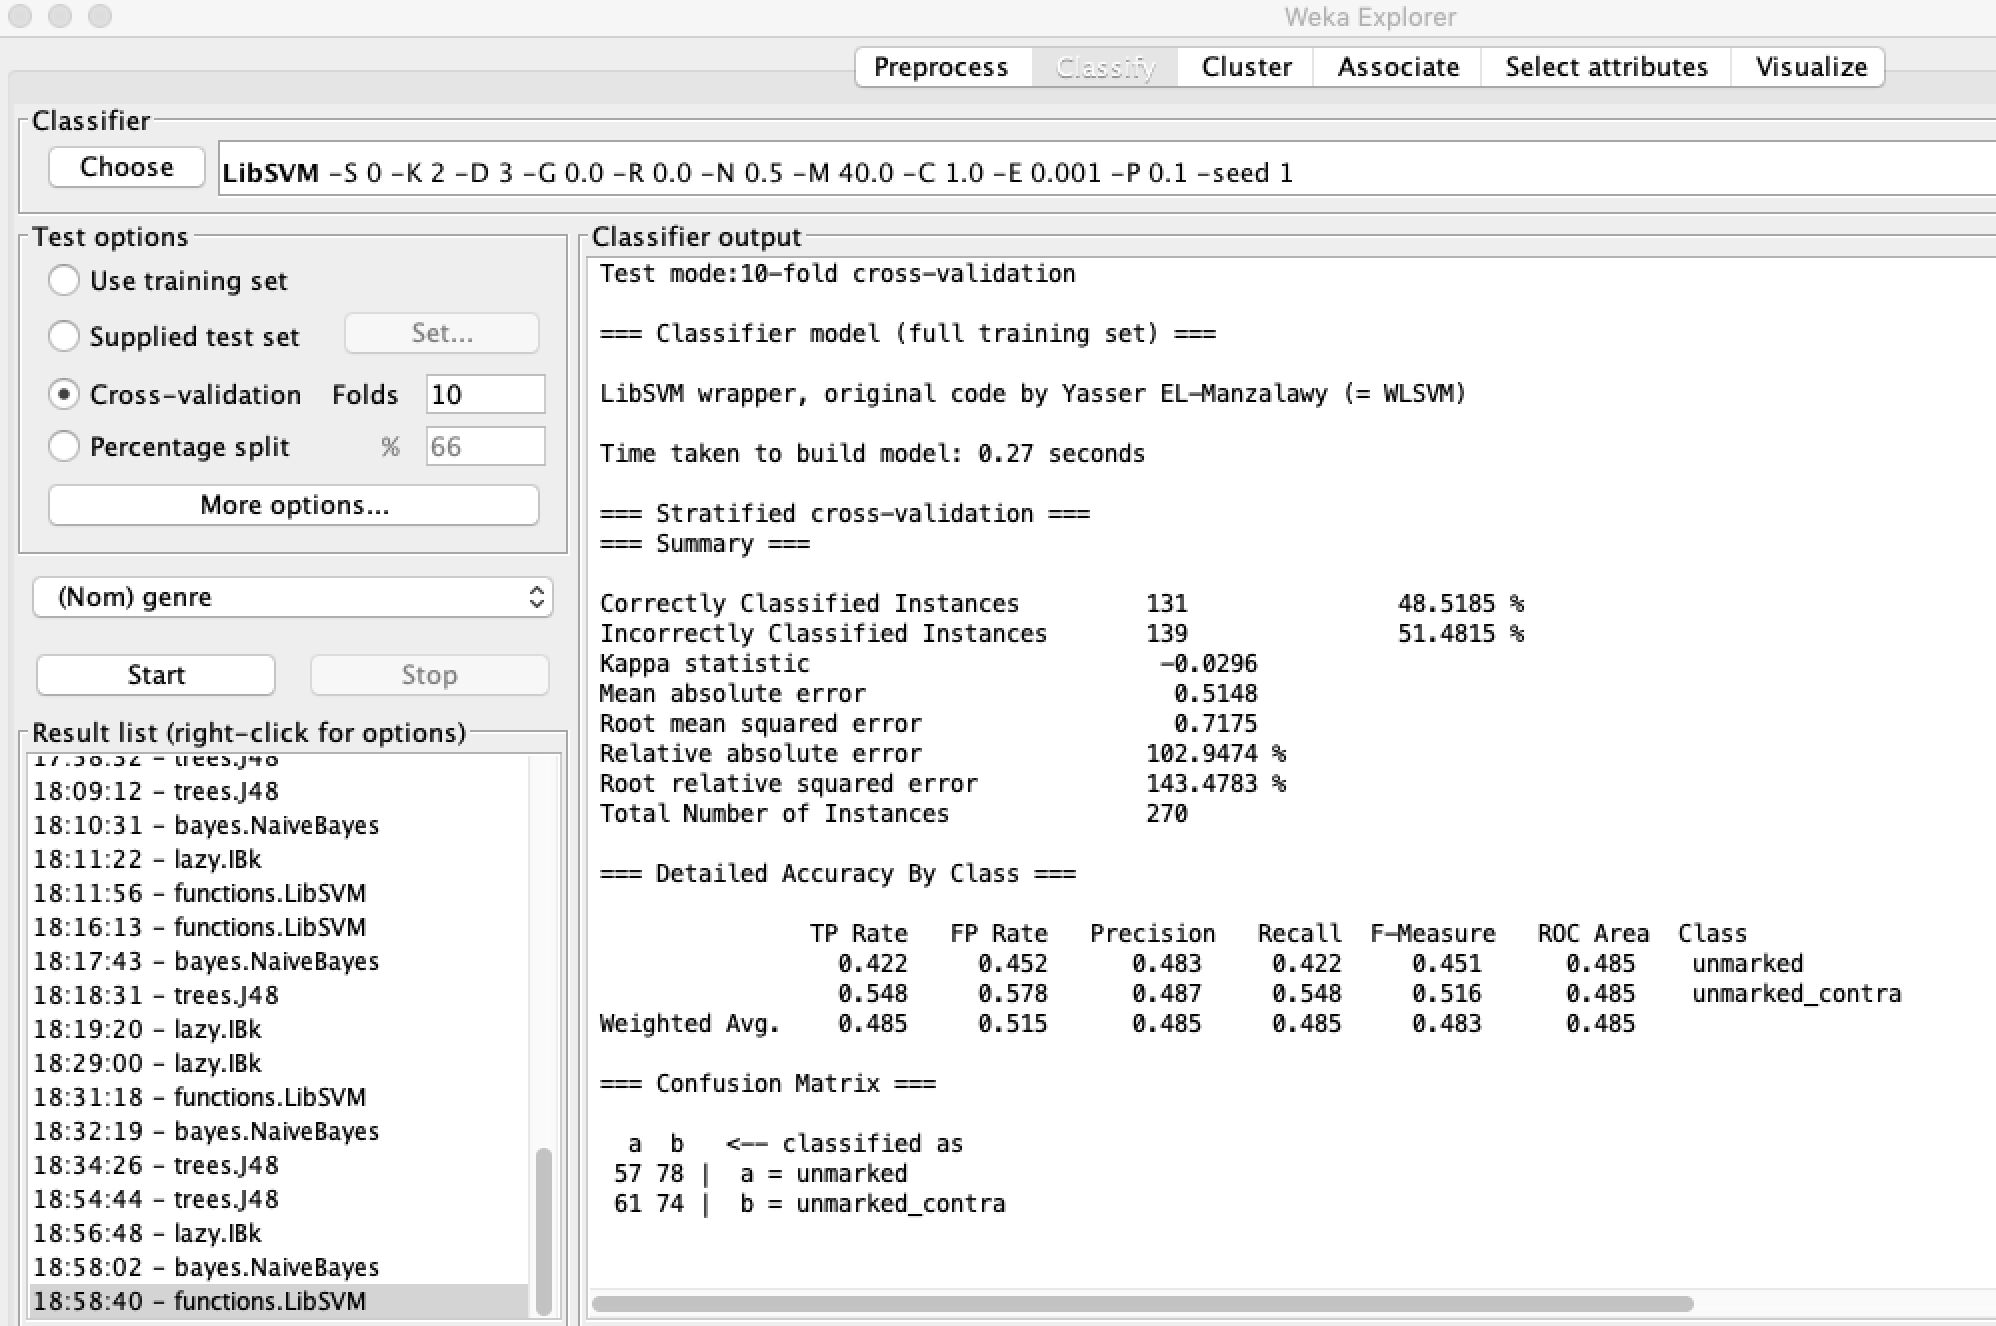 Weka Explorer
Preprocess Classify Cluster Associate Select attributes Visualize
Classifier
Choose LibSVM -S 0 -K 2 -D 3 -G 0.0 -R 0.0 -N 0.5 -M 40.0 -C 1.0 -E 0.001 -P 0.1 -seed 1
Test options
Use training set
Supplied test set Set...
Cross-validation Folds 10
Percentage split % 66
More options...
(Nom) genre
Start Stop
Result list (right-click for options)
17:58:52 - trees.J48
18:09:12 - trees.J48
18:10:31 - bayes.NaiveBayes
18:11:22 - lazy.IBk
18:11:56 - functions.LibSVM
18:16:13 - functions.LibSVM
18:17:43 - bayes.NaiveBayes
18:18:31 - trees.J48
18:19:20 - lazy.IBk
18:29:00 - lazy.IBk
18:31:18 - functions.LibSVM
18:32:19 - bayes.NaiveBayes
18:34:26 - trees.J48
18:54:44 - trees.J48
18:56:48 - lazy.IBk
18:58:02 - bayes.NaiveBayes
18:58:40 - functions.LibSVM
Classifier output
Test mode:10-fold cross-validation
=== Classifier model (full training set) ===
LibSVM wrapper, original code by Yasser EL-Manzalawy (= WLSVM)
Time taken to build model: 0.27 seconds
=== Stratified cross-validation ===
=== Summary ===
Correctly Classified Instances 131 48.5185 %
Incorrectly Classified Instances 139 51.4815 %
Kappa statistic -0.0296
Mean absolute error 0.5148
Root mean squared error 0.7175
Relative absolute error 102.9474 %
Root relative squared error 143.4783 %
Total Number of Instances 270
=== Detailed Accuracy By Class ===
TP Rate FP Rate Precision Recall F-Measure ROC Area Class
0.422 0.452 0.483 0.422 0.451 0.485 unmarked
0.548 0.578 0.487 0.548 0.516 0.485 unmarked_contra
Weighted Avg. 0.485 0.515 0.485 0.485 0.483 0.485
=== Confusion Matrix ===
a b <-- classified as
57 78 | a = unmarked
61 74 | b = unmarked_contra